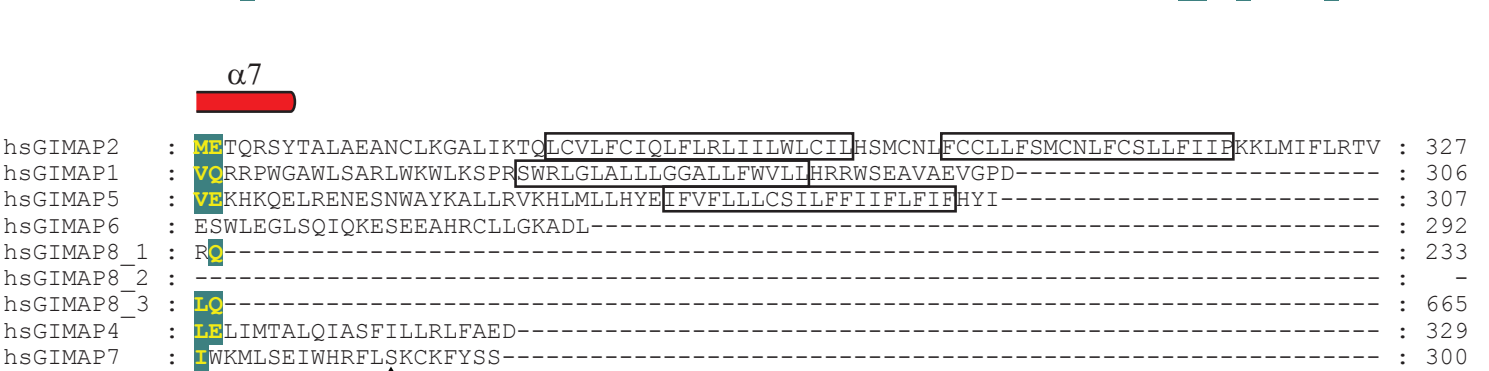 α7
hsGIMAP2 : METQRSYTALAEANCLKGALIKTQLCVLFCIQLFLRLIILWLCILHSMCNLFCCLLFSMCNLFCSLLFIIPKKLMIFLRTV : 327
hsGIMAP1 : VQRRPWGAWLSARLWKWLKSPRSWRLGLALLLGGALLFWVLLHRRWSEAVAEVGPD------------------------- : 306
hsGIMAP5 : VEKHKQELRENESNWAYKALLRVKHLMLLHYEIFVFLLLCSILFFIIFLFIFHYI-------------------------- : 307
hsGIMAP6 : ESWLEGLSQIQKESEEAHRCLLGKADL------------------------------------------------------ : 292
hsGIMAP8_1 : RQ------------------------------------------------------------------------------- : 233
hsGIMAP8_2 : --------------------------------------------------------------------------------- : -
hsGIMAP8_3 : LQ------------------------------------------------------------------------------- : 665
hsGIMAP4 : LELIMTALQIASFILLRLFAED----------------------------------------------------------- : 329
hsGIMAP7 : IWKMLSEIWHRFLSKCKFYSS------------------------------------------------------------ : 300